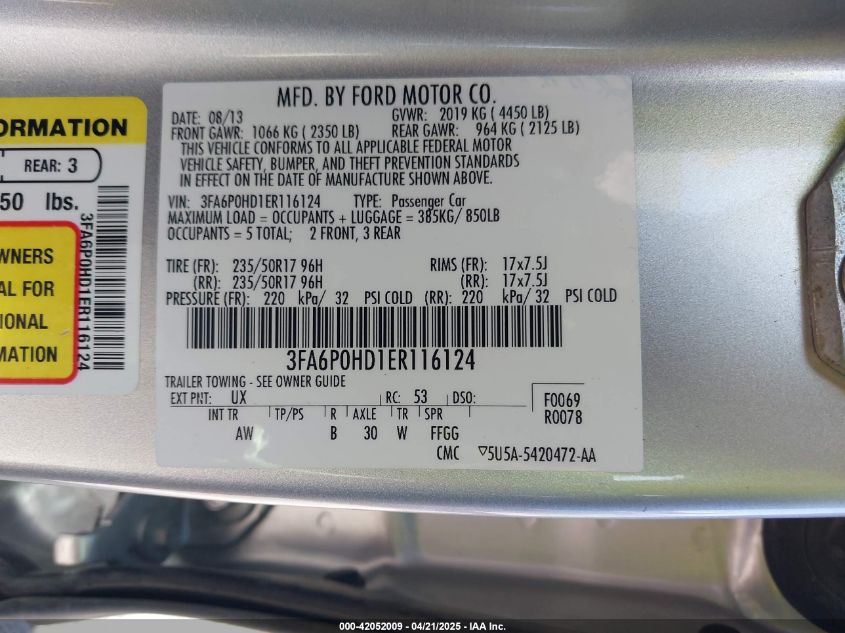 ORMATION
REAR: 3
50 lbs.
WNERS
AL FOR
IONAL
MATION
3FA6P0HD1ER116124
MFD. BY FORD MOTOR CO.
DATE: 08/13 GVWR: 2019 KG ( 4450 LB)
FRONT GAWR: 1066 KG ( 2350 LB) REAR GAWR: 964 KG ( 2125 LB)
THIS VEHICLE CONFORMS TO ALL APPLICABLE FEDERAL MOTOR
VEHICLE SAFETY, BUMPER, AND THEFT PREVENTION STANDARDS
IN EFFECT ON THE DATE OF MANUFACTURE SHOWN ABOVE.
VIN: 3FA6P0HD1ER116124 TYPE: Passenger Car
MAXIMUM LOAD = OCCUPANTS + LUGGAGE = 385KG/ 850LB
OCCUPANTS = 5 TOTAL; 2 FRONT, 3 REAR
TIRE (FR): 235/50R17 96H RIMS (FR): 17x7.5J
(RR): 235/50R17 96H (RR): 17x7.5J
PRESSURE (FR): 220 kPa/ 32 PSI COLD (RR): 220 kPa/ 32 PSI COLD
3FA6P0HD1ER116124
TRAILER TOWING - SEE OWNER GUIDE
EXT PNT: UX RC: 53 DSO: F0069
INT TR TP/PS R AXLE TR SPR R0078
AW B 30 W FFGG
CMC ▽5U5A-5420472-AA
000-42052009 - 04/21/2025 - IAA Inc.